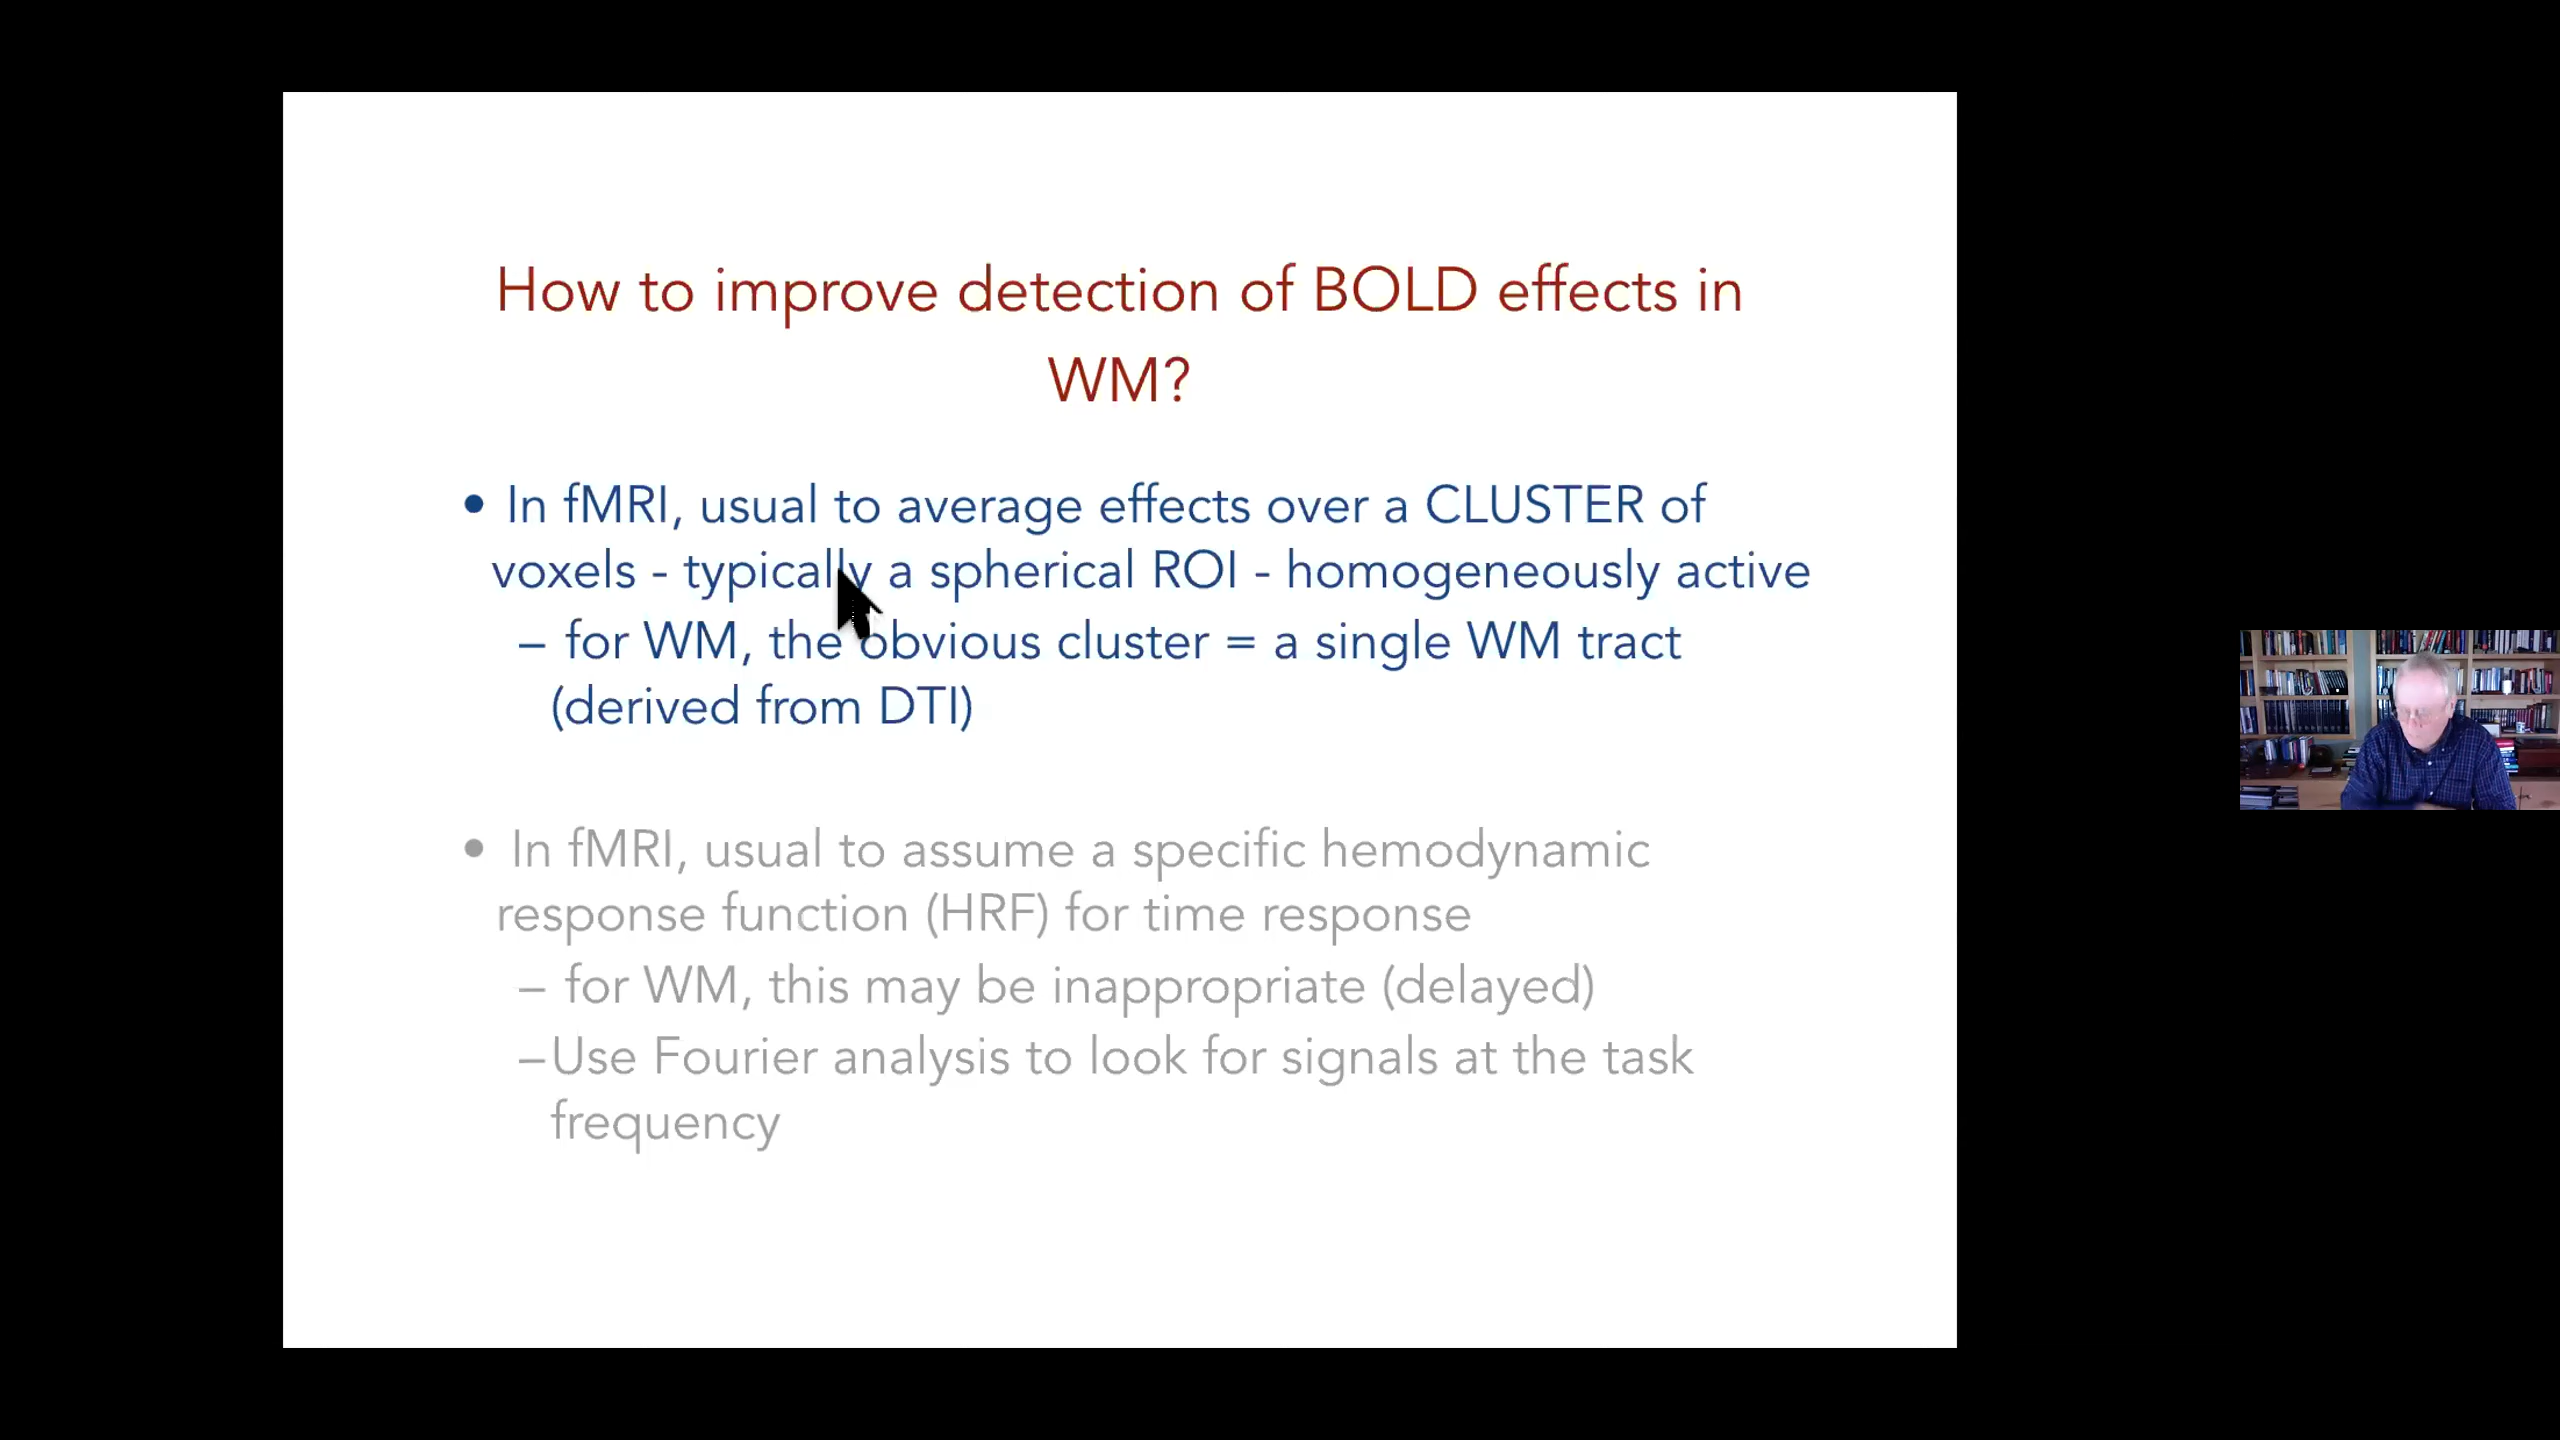 How to improve detection of BOLD effects in
WM?
• In fMRI, usual to average effects over a CLUSTER of
voxels - typically a spherical ROI - homogeneously active
– for WM, the obvious cluster = a single WM tract
(derived from DTI)
• In fMRI, usual to assume a specific hemodynamic
response function (HRF) for time response
– for WM, this may be inappropriate (delayed)
–Use Fourier analysis to look for signals at the task
frequency